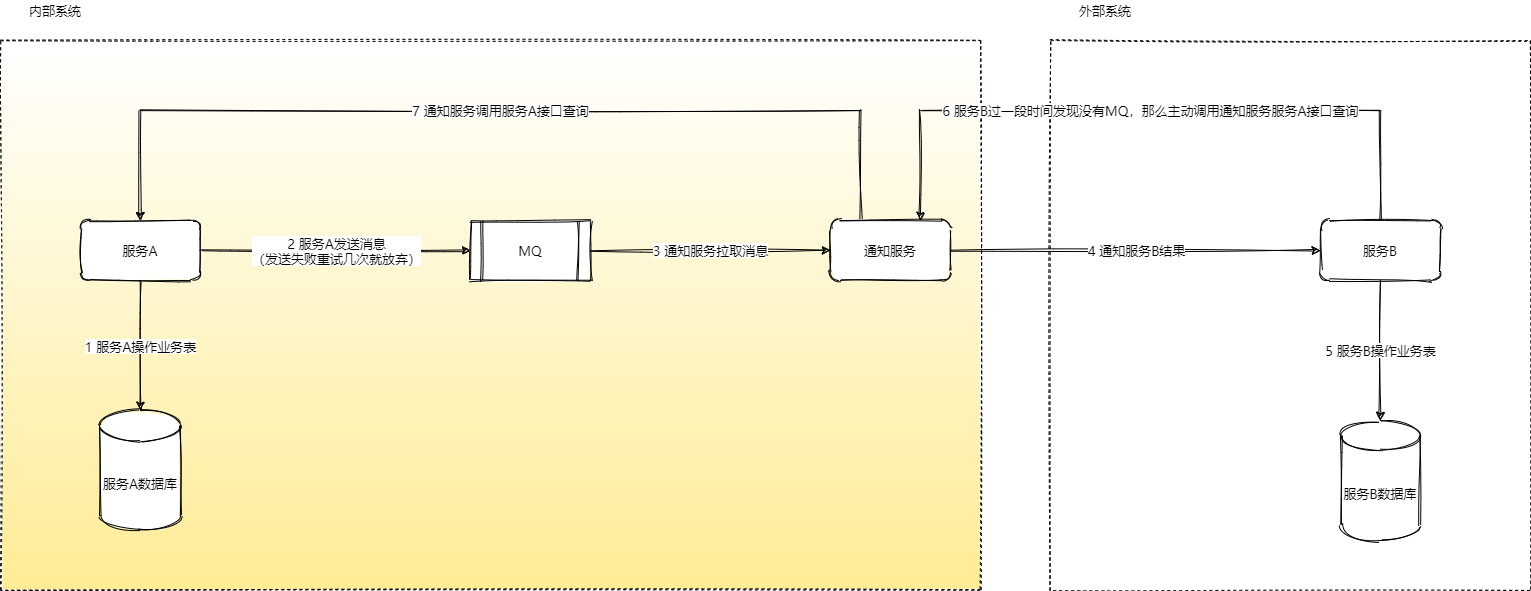 内部系统
外部系统
7 通知服务调用服务A接口查询
6 服务B过一段时间发现没有MQ，那么主动调用通知服务服务A接口查询
服务A
2 服务A发送消息
（发送失败重试几次就放弃）
MQ
3 通知服务拉取消息
通知服务
4 通知服务B结果
服务B
1 服务A操作业务表
5 服务B操作业务表
服务A数据库
服务B数据库